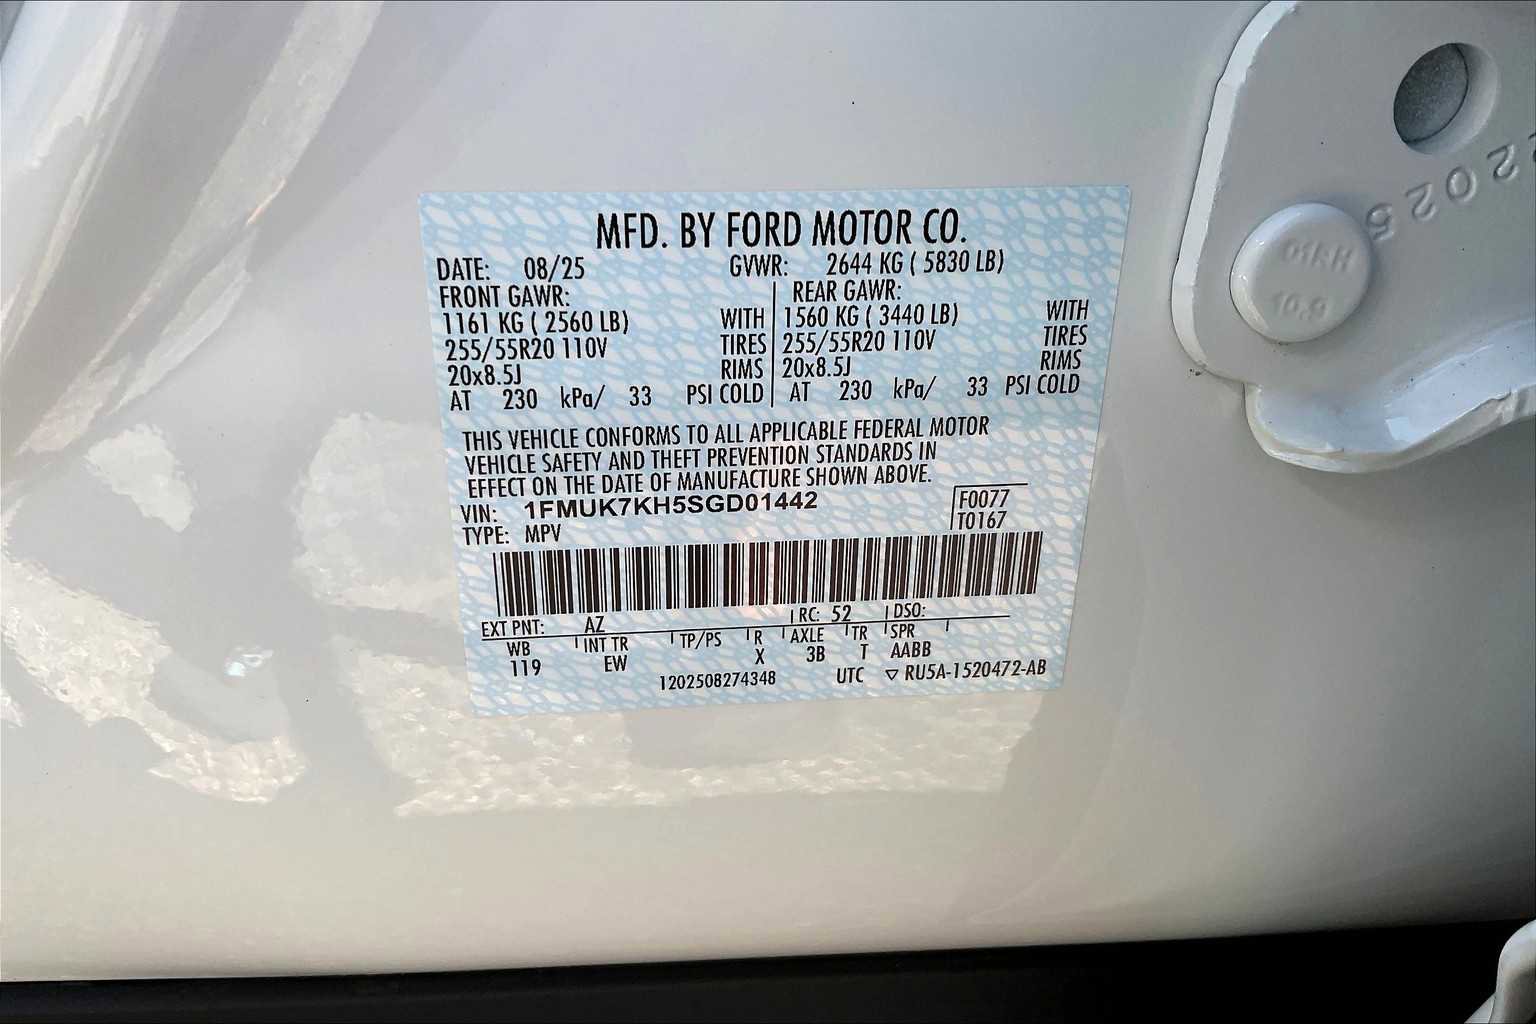 MFD. BY FORD MOTOR CO.
DATE: 08/25 GVWR: 2644 KG ( 5830 LB)
FRONT GAWR: REAR GAWR:
1161 KG ( 2560 LB) WITH 1560 KG ( 3440 LB) WITH
255/55R20 110V TIRES 255/55R20 110V TIRES
20x8.5J RIMS 20x8.5J RIMS
AT 230 kPa/ 33 PSI COLD AT 230 kPa/ 33 PSI COLD
THIS VEHICLE CONFORMS TO ALL APPLICABLE FEDERAL MOTOR
VEHICLE SAFETY AND THEFT PREVENTION STANDARDS IN
EFFECT ON THE DATE OF MANUFACTURE SHOWN ABOVE.
VIN: 1FMUK7KH5SGD01442 F0077
TYPE: MPV T0167
EXT PNT: AZ RC: 52 DSO:
WB INT TR TP/PS R AXLE TR SPR
119 EW X 3B T AABB
1202508274348 UTC ▽ RU5A-1520472-AB
2025
10.9